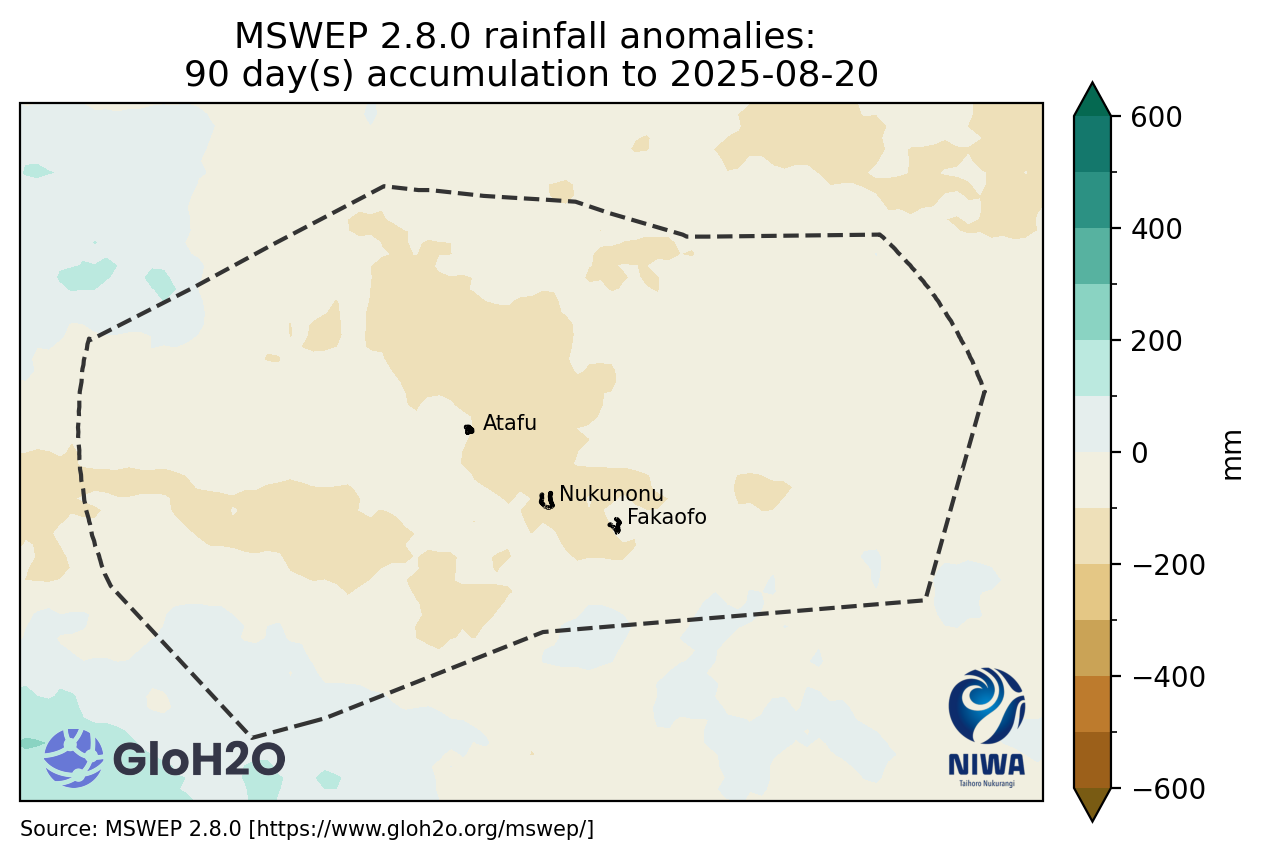 MSWEP 2.8.0 rainfall anomalies:
90 day(s) accumulation to 2025-08-20
600
400
200
0
−200
−400
−600
mm
Atafu
Nukunonu
Fakaofo
GloH2O
NIWA
Taihoro Nukurangi
Source: MSWEP 2.8.0 [https://www.gloh2o.org/mswep/]